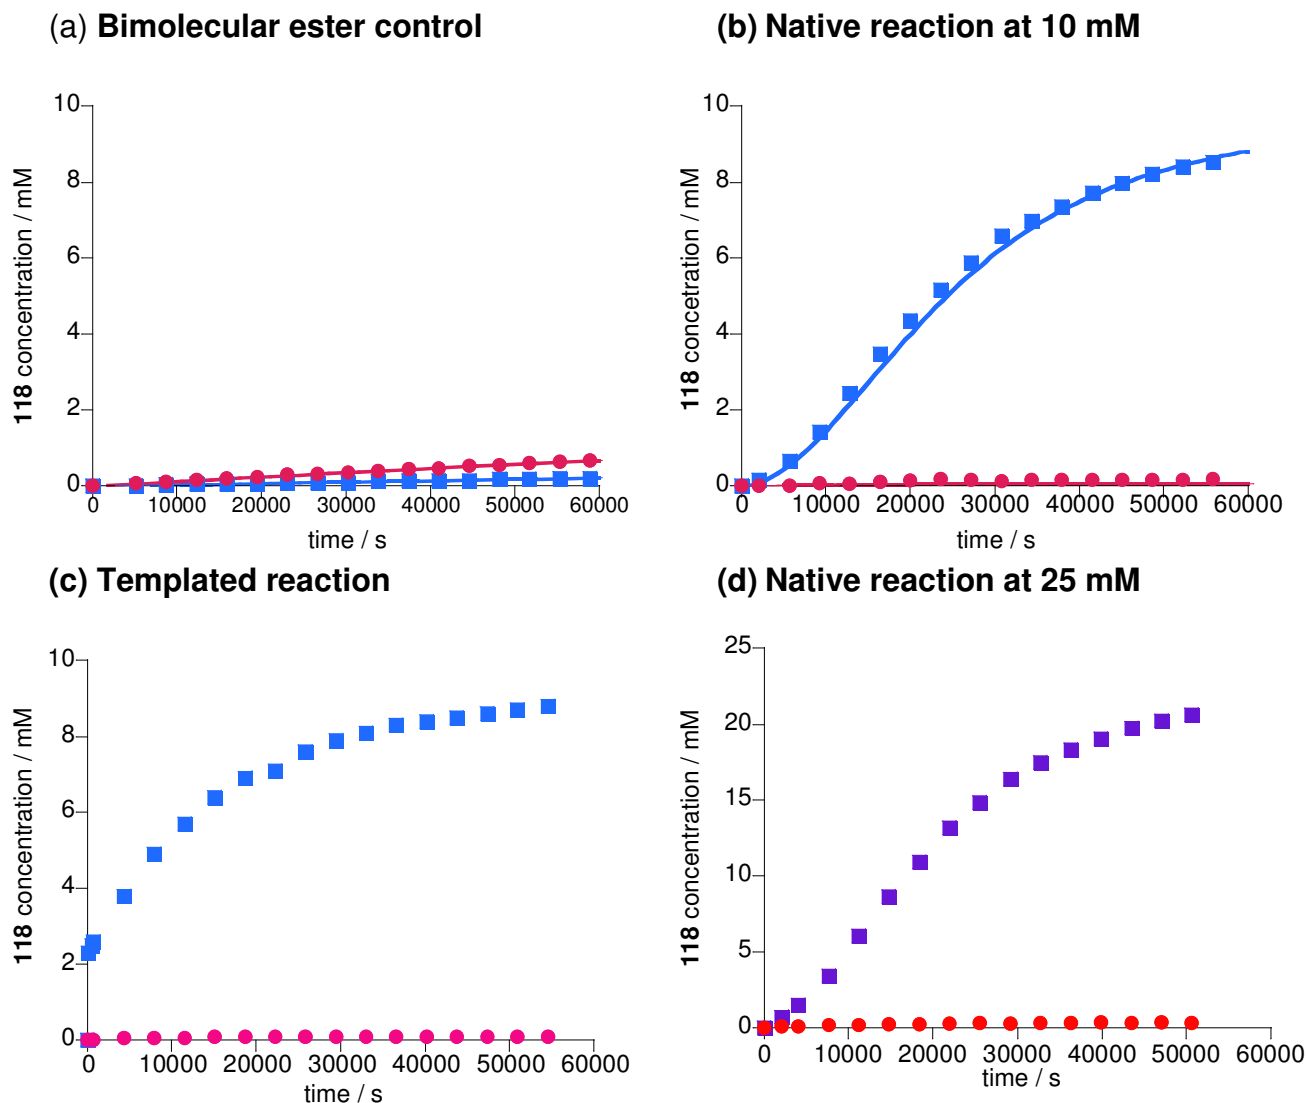 (a) Bimolecular ester control
10
8
6
4
2
0
118 concentration / mM
0 10000 20000 30000 40000 50000 60000
time / s
(b) Native reaction at 10 mM
10
8
6
4
2
0
118 concetration / mM
0 10000 20000 30000 40000 50000 60000
time / s
(c) Templated reaction
10
8
6
4
2
0
118 concentration / mM
0 10000 20000 30000 40000 50000 60000
time / s
(d) Native reaction at 25 mM
25
20
15
10
5
0
118 concentration / mM
0 10000 20000 30000 40000 50000 60000
time / s